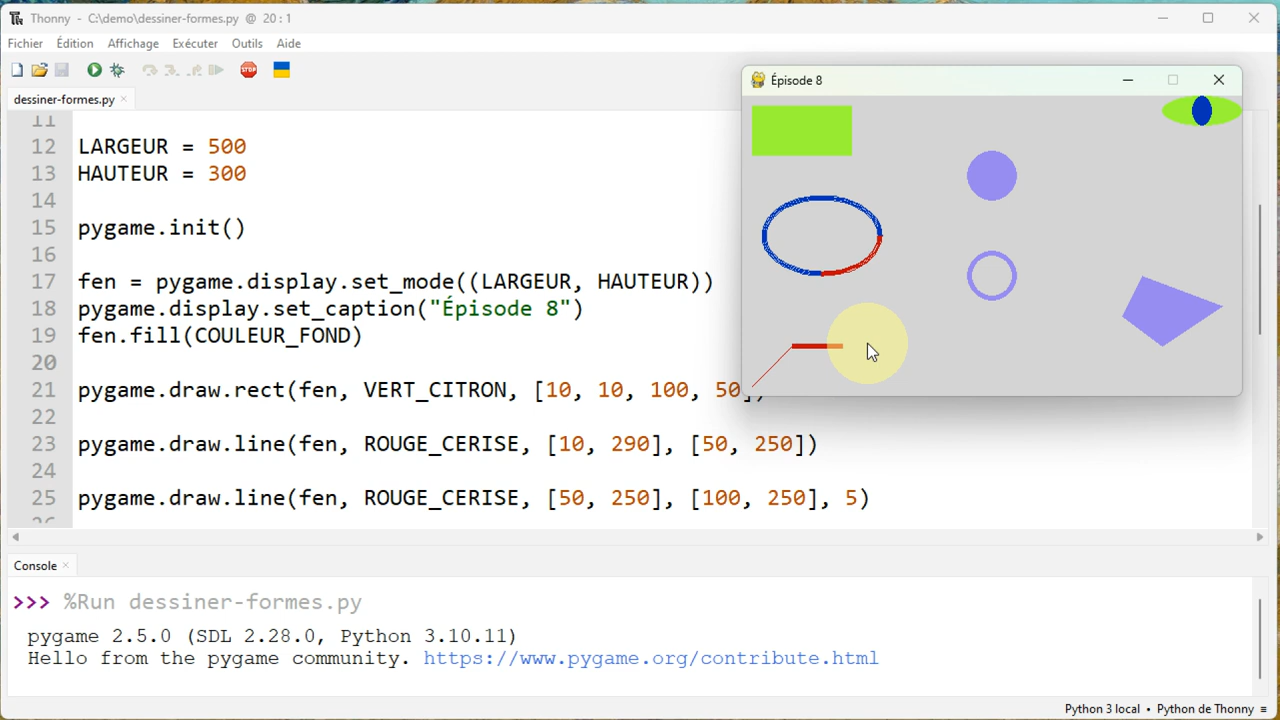 Thonny - C:\demo\dessiner-formes.py @ 20 : 1
Fichier Édition Affichage Exécuter Outils Aide
STOP
dessiner-formes.py ×
Épisode 8
11
12 LARGEUR = 500
13 HAUTEUR = 300
14
15 pygame.init()
16
17 fen = pygame.display.set_mode((LARGEUR, HAUTEUR))
18 pygame.display.set_caption("Épisode 8")
19 fen.fill(COULEUR_FOND)
20
21 pygame.draw.rect(fen, VERT_CITRON, [10, 10, 100, 50])
22
23 pygame.draw.line(fen, ROUGE_CERISE, [10, 290], [50, 250])
24
25 pygame.draw.line(fen, ROUGE_CERISE, [50, 250], [100, 250], 5)
26
Console ×
>>> %Run dessiner-formes.py
pygame 2.5.0 (SDL 2.28.0, Python 3.10.11)
Hello from the pygame community. https://www.pygame.org/contribute.html
Python 3 local • Python de Thonny ≡